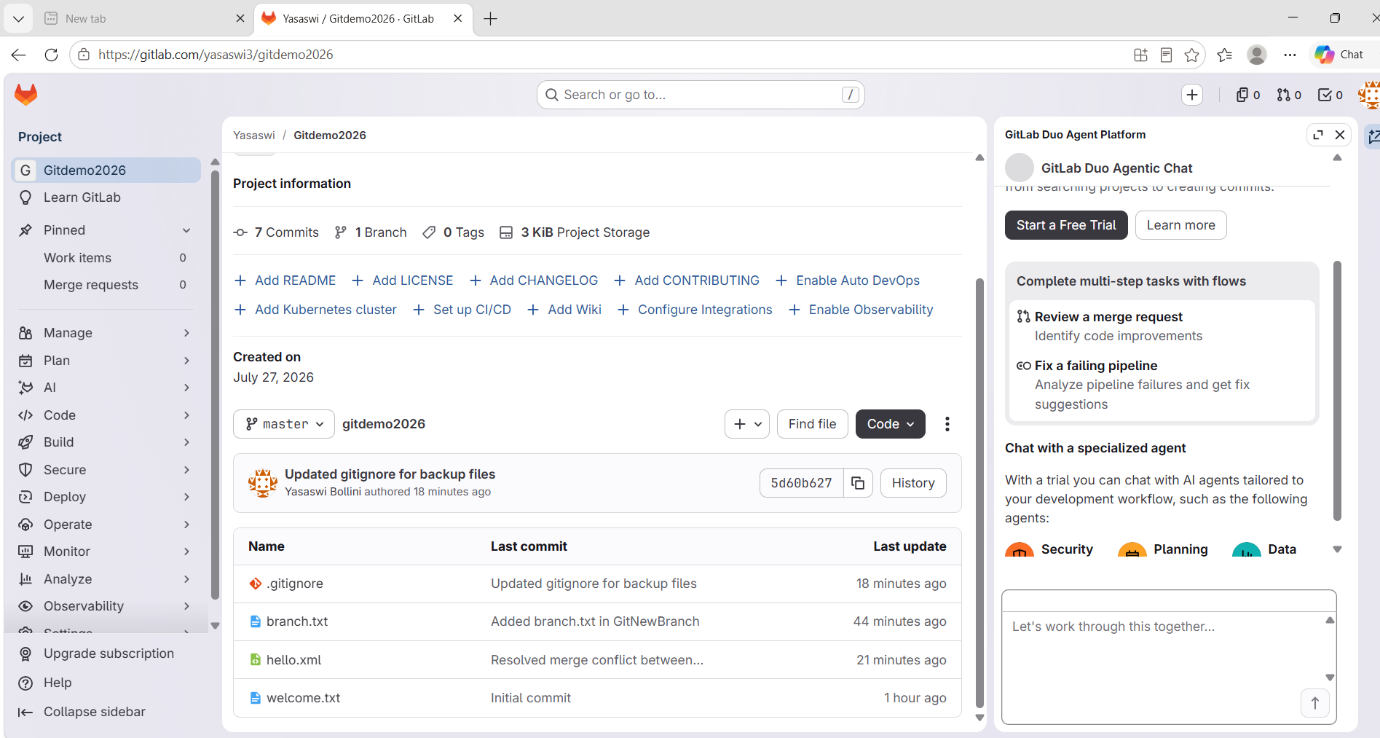 New tab
Yasaswi / Gitdemo2026 · GitLab
https://gitlab.com/yasaswi3/gitdemo2026
Chat
Search or go to...
/
0
0
0
Project
G Gitdemo2026
Learn GitLab
Pinned
Work items 0
Merge requests 0
Manage
Plan
AI
Code
Build
Secure
Deploy
Operate
Monitor
Analyze
Observability
Settings
Upgrade subscription
Help
Collapse sidebar
Yasaswi / Gitdemo2026
Project information
7 Commits 1 Branch 0 Tags 3 KiB Project Storage
Add README Add LICENSE Add CHANGELOG Add CONTRIBUTING Enable Auto DevOps
Add Kubernetes cluster Set up CI/CD Add Wiki Configure Integrations Enable Observability
Created on
July 27, 2026
master gitdemo2026 Find file Code
Updated gitignore for backup files
Yasaswi Bollini authored 18 minutes ago
5d60b627 History
Name Last commit Last update
.gitignore Updated gitignore for backup files 18 minutes ago
branch.txt Added branch.txt in GitNewBranch 44 minutes ago
hello.xml Resolved merge conflict between... 21 minutes ago
welcome.txt Initial commit 1 hour ago
GitLab Duo Agent Platform
GitLab Duo Agentic Chat
from searching projects to creating commits.
Start a Free Trial Learn more
Complete multi-step tasks with flows
Review a merge request
Identify code improvements
Fix a failing pipeline
Analyze pipeline failures and get fix
suggestions
Chat with a specialized agent
With a trial you can chat with AI agents tailored to
your development workflow, such as the following
agents:
Security Planning Data
Let's work through this together...